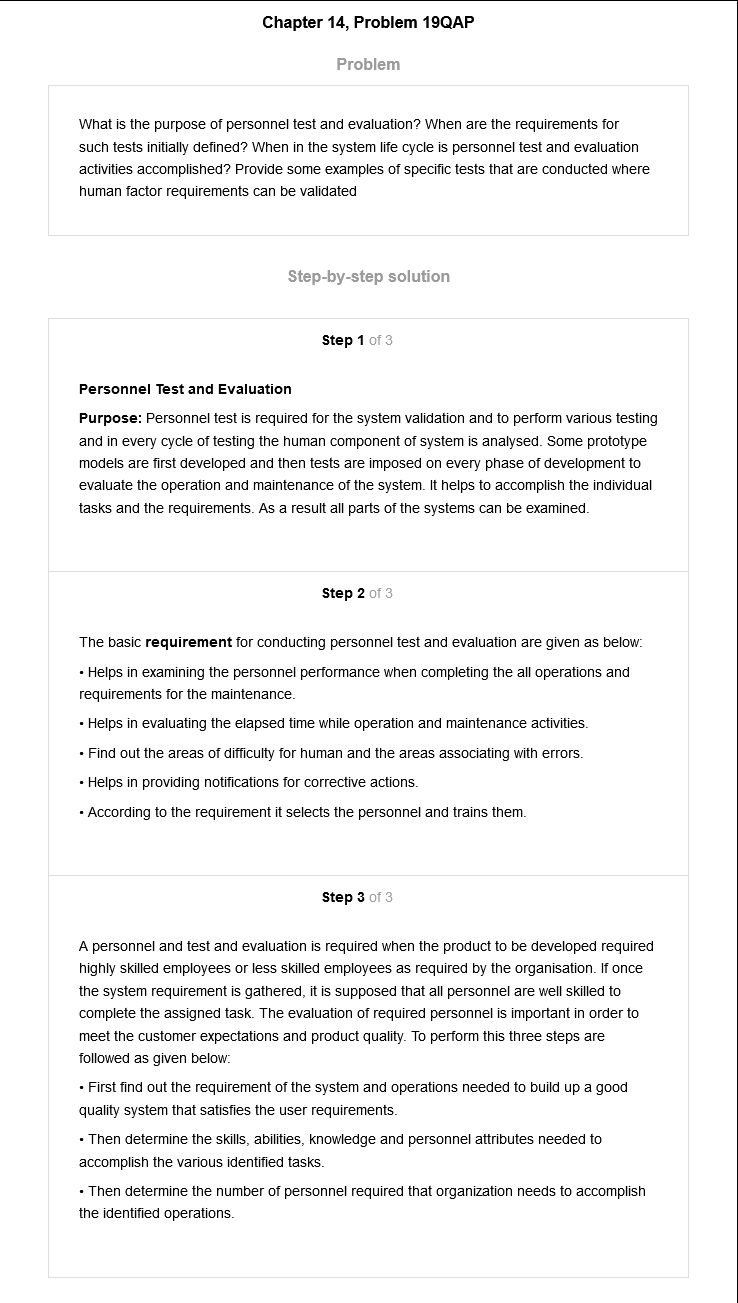 Chapter 14, Problem 19QAP
Problem
What is the purpose of personnel test and evaluation? When are the requirements for
such tests initially defined? When in the system life cycle is personnel test and evaluation
activities accomplished? Provide some examples of specific tests that are conducted where
human factor requirements can be validated
Step-by-step solution
Step 1 of 3
Personnel Test and Evaluation
Purpose: Personnel test is required for the system validation and to perform various testing
and in every cycle of testing the human component of system is analysed. Some prototype
models are first developed and then tests are imposed on every phase of development to
evaluate the operation and maintenance of the system. It helps to accomplish the individual
tasks and the requirements. As a result all parts of the systems can be examined.
Step 2 of 3
The basic requirement for conducting personnel test and evaluation are given as below:
• Helps in examining the personnel performance when completing the all operations and
requirements for the maintenance.
• Helps in evaluating the elapsed time while operation and maintenance activities.
• Find out the areas of difficulty for human and the areas associating with errors.
• Helps in providing notifications for corrective actions.
• According to the requirement it selects the personnel and trains them.
Step 3 of 3
A personnel and test and evaluation is required when the product to be developed required
highly skilled employees or less skilled employees as required by the organisation. If once
the system requirement is gathered, it is supposed that all personnel are well skilled to
complete the assigned task. The evaluation of required personnel is important in order to
meet the customer expectations and product quality. To perform this three steps are
followed as given below:
• First find out the requirement of the system and operations needed to build up a good
quality system that satisfies the user requirements.
• Then determine the skills, abilities, knowledge and personnel attributes needed to
accomplish the various identified tasks.
• Then determine the number of personnel required that organization needs to accomplish
the identified operations.